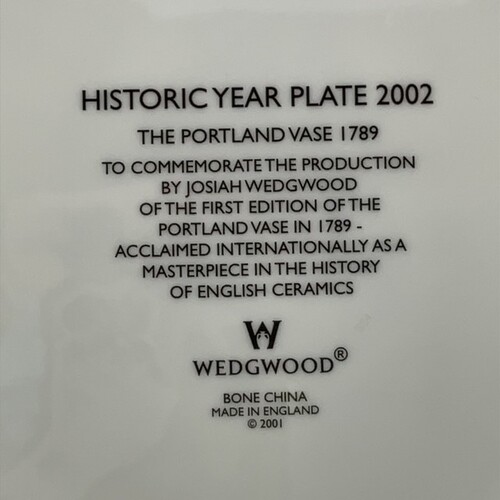 HISTORIC YEAR PLATE 2002
THE PORTLAND VASE 1789
TO COMMEMORATE THE PRODUCTION
BY JOSIAH WEDGWOOD
OF THE FIRST EDITION OF THE
PORTLAND VASE IN 1789 -
ACCLAIMED INTERNATIONALLY AS A
MASTERPIECE IN THE HISTORY
OF ENGLISH CERAMICS
W
WEDGWOOD®
BONE CHINA
MADE IN ENGLAND
© 2001